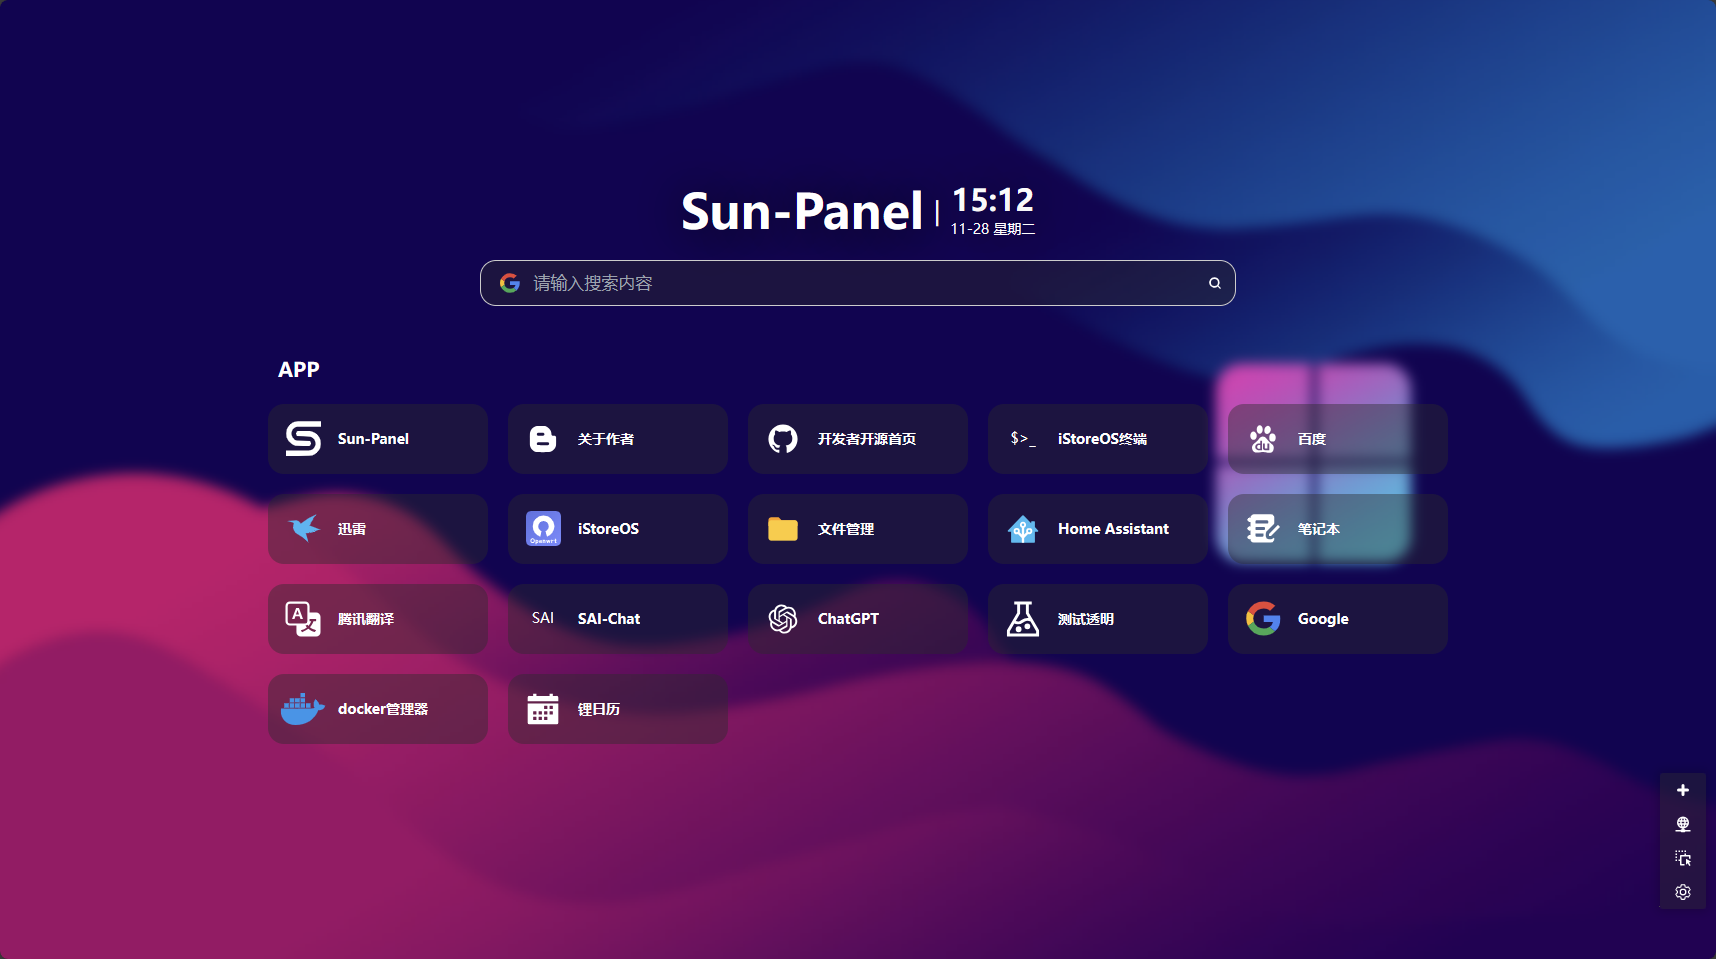 Sun-Panel | 15:12
11-28 星期二
请输入搜索内容
APP
Sun-Panel
关于作者
开发者开源首页
$>_ iStoreOS终端
du 百度
迅雷
Openwrt iStoreOS
文件管理
Home Assistant
笔记本
A 文 腾讯翻译
SAI SAI-Chat
ChatGPT
测试透明
Google
docker管理器
锂日历